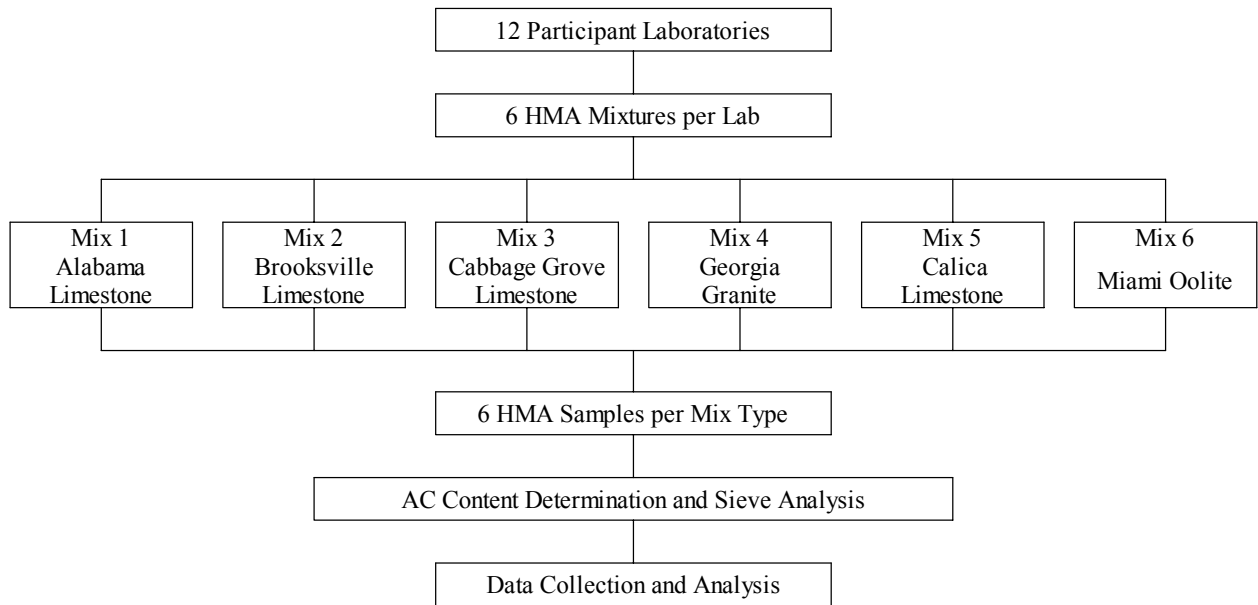 12 Participant Laboratories
6 HMA Mixtures per Lab
Mix 1
Alabama
Limestone
Mix 2
Brooksville
Limestone
Mix 3
Cabbage Grove
Limestone
Mix 4
Georgia
Granite
Mix 5
Calica
Limestone
Mix 6
Miami Oolite
6 HMA Samples per Mix Type
AC Content Determination and Sieve Analysis
Data Collection and Analysis